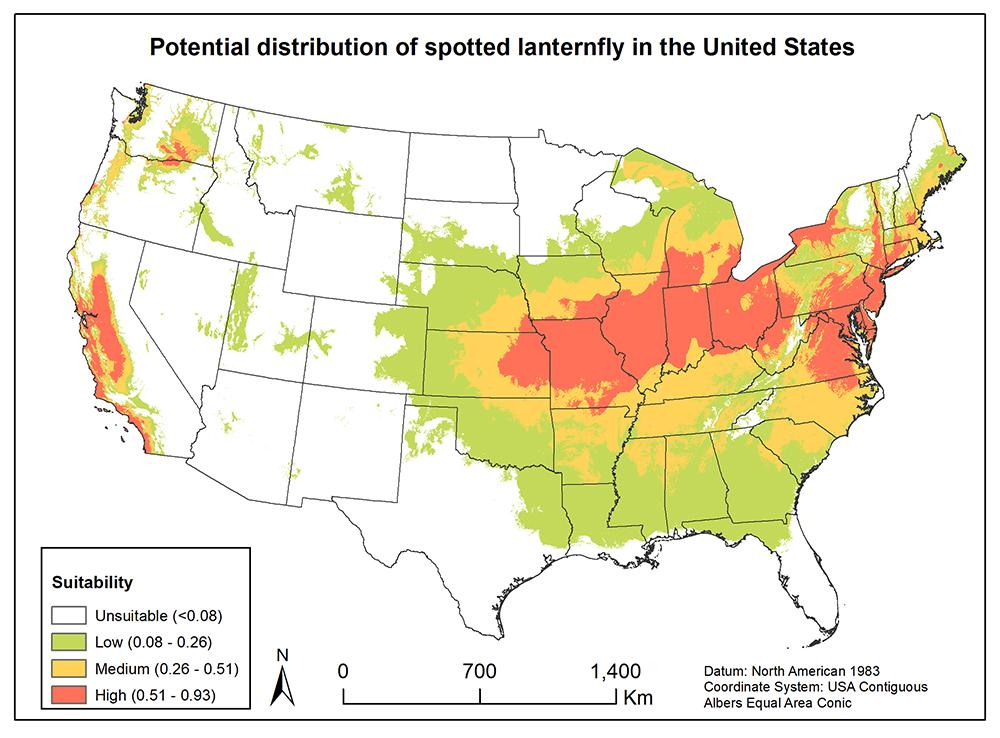 Potential distribution of spotted lanternfly in the United States
Suitability
Unsuitable (<0.08)
Low (0.08 - 0.26)
Medium (0.26 - 0.51)
High (0.51 - 0.93)
N
0 700 1,400
Km
Datum: North American 1983
Coordinate System: USA Contiguous
Albers Equal Area Conic